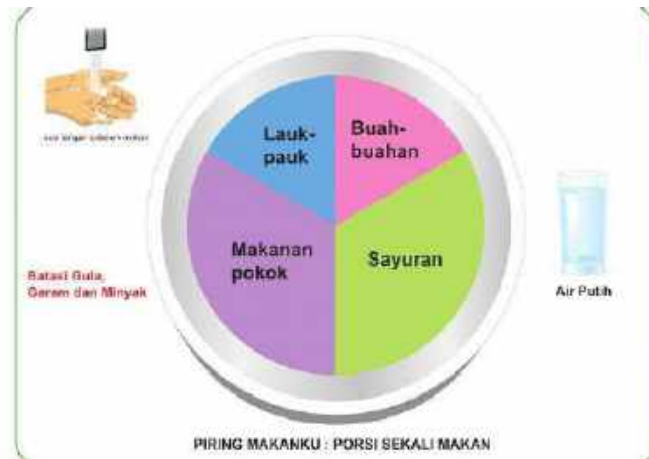 Lauk-
pauk
Buah-
buahan
Makanan
pokok
Sayuran
Batasi Gula,
Garam dan Minyak
Air Putih
PIRING MAKANKU : PORSI SEKALI MAKAN